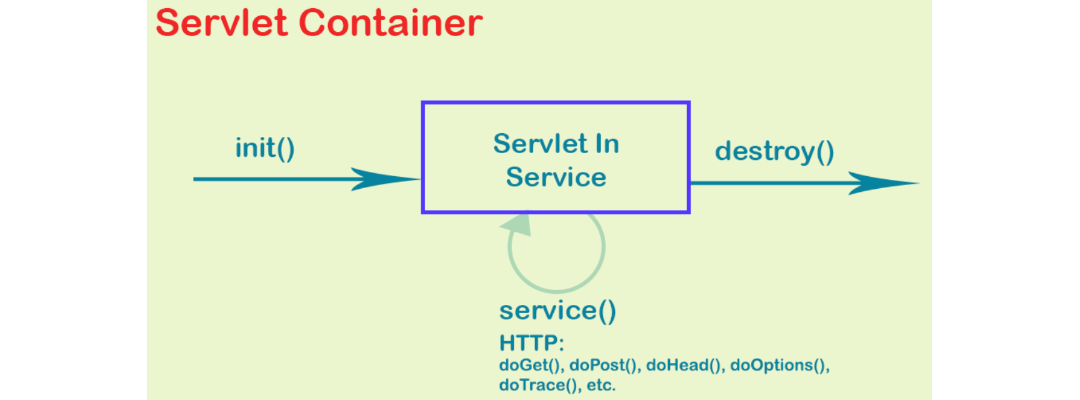 Servlet Container
init()
Servlet In
Service
destroy()
service()
HTTP:
doGet(), doPost(), doHead(), doOptions(),
doTrace(), etc.